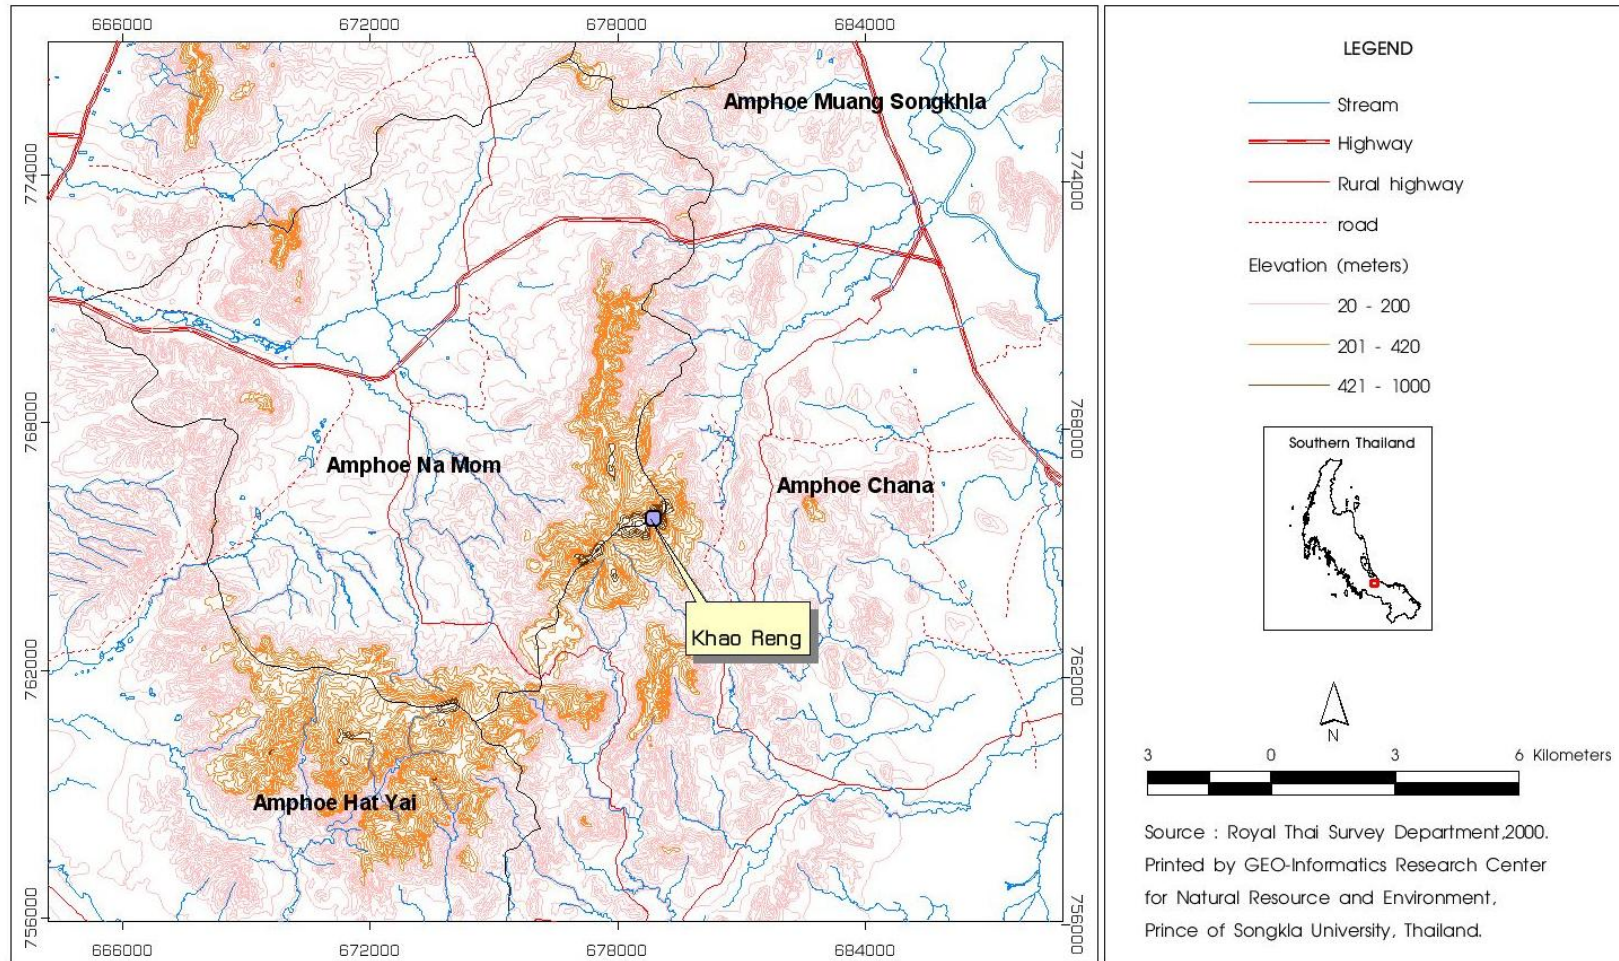 666000
672000
678000
684000
Amphoe Muang Songkhla
774000
774000
768000
768000
Amphoe Na Mom
Amphoe Chana
Khao Reng
762000
762000
Amphoe Hat Yai
756000
756000
666000
672000
678000
684000
LEGEND
Stream
Highway
Rural highway
road
Elevation (meters)
20 - 200
201 - 420
421 - 1000
Southern Thailand
N
3 0 3 6 Kilometers
Source : Royal Thai Survey Department,2000.
Printed by GEO-Informatics Research Center
for Natural Resource and Environment,
Prince of Songkla University, Thailand.